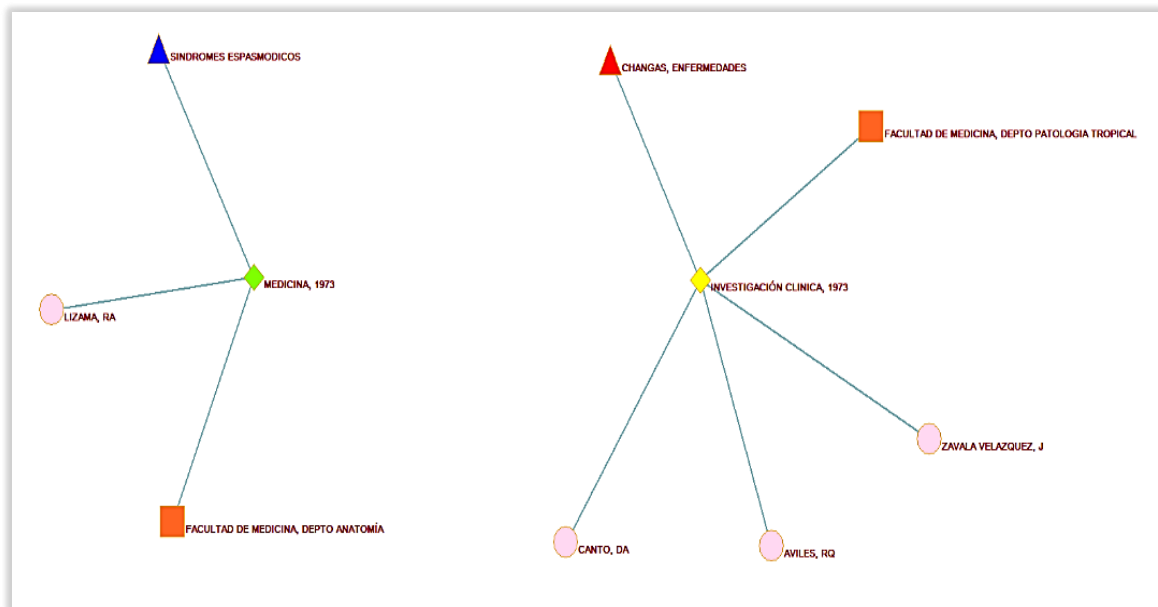 SINDROMES ESPASMODICOS
MEDICINA, 1973
LIZAMA, RA
FACULTAD DE MEDICINA, DEPTO ANATOMÍA
CHANGAS, ENFERMEDADES
FACULTAD DE MEDICINA, DEPTO PATOLOGIA TROPICAL
INVESTIGACIÓN CLINICA, 1973
ZAVALA VELAZQUEZ, J
CANTO, DA
AVILES, RQ